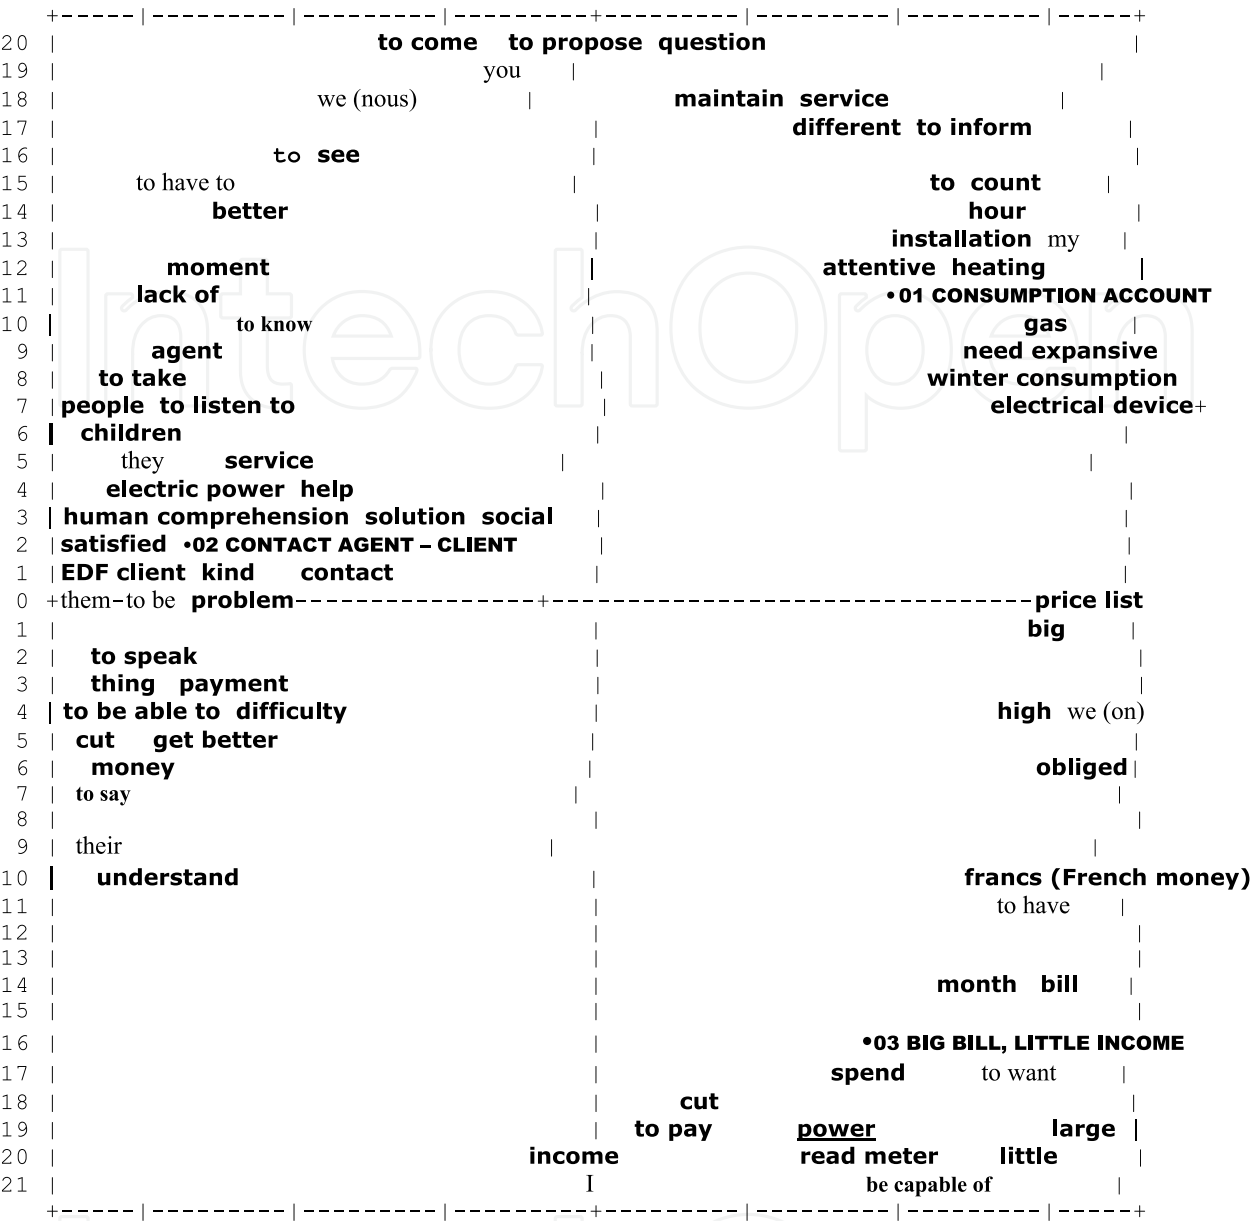 +-----|---------|---------|---------+---------|---------|---------|-----+
20 | to come to propose question |
19 | you | |
18 | we (nous) | maintain service |
17 | | different to inform |
16 | to see | |
15 | to have to | to count |
14 | better | hour |
13 | | installation my |
12 | moment | attentive heating |
11 | lack of | •01 CONSUMPTION ACCOUNT
10 | to know | gas |
9 | agent | need expansive
8 | to take | winter consumption
7 | people to listen to | electrical device+
6 | children | |
5 | they service | |
4 | electric power help | |
3 | human comprehension solution social | |
2 | satisfied •02 CONTACT AGENT – CLIENT | |
1 | EDF client kind contact | |
0 +them-to be problem----------------+--------------------------------price list
1 | | big |
2 | to speak | |
3 | thing payment | |
4 | to be able to difficulty | high we (on)
5 | cut get better | |
6 | money | obliged |
7 | to say | |
8 | | |
9 | their | |
10 | understand | francs (French money)
11 | | to have |
12 | | |
13 | | |
14 | | month bill |
15 | | |
16 | | •03 BIG BILL, LITTLE INCOME
17 | | spend to want |
18 | | cut |
19 | | to pay power large |
20 | income read meter little |
21 | I be capable of |
+-----|---------|---------|---------+---------|---------|---------|-----+
IntechOpen